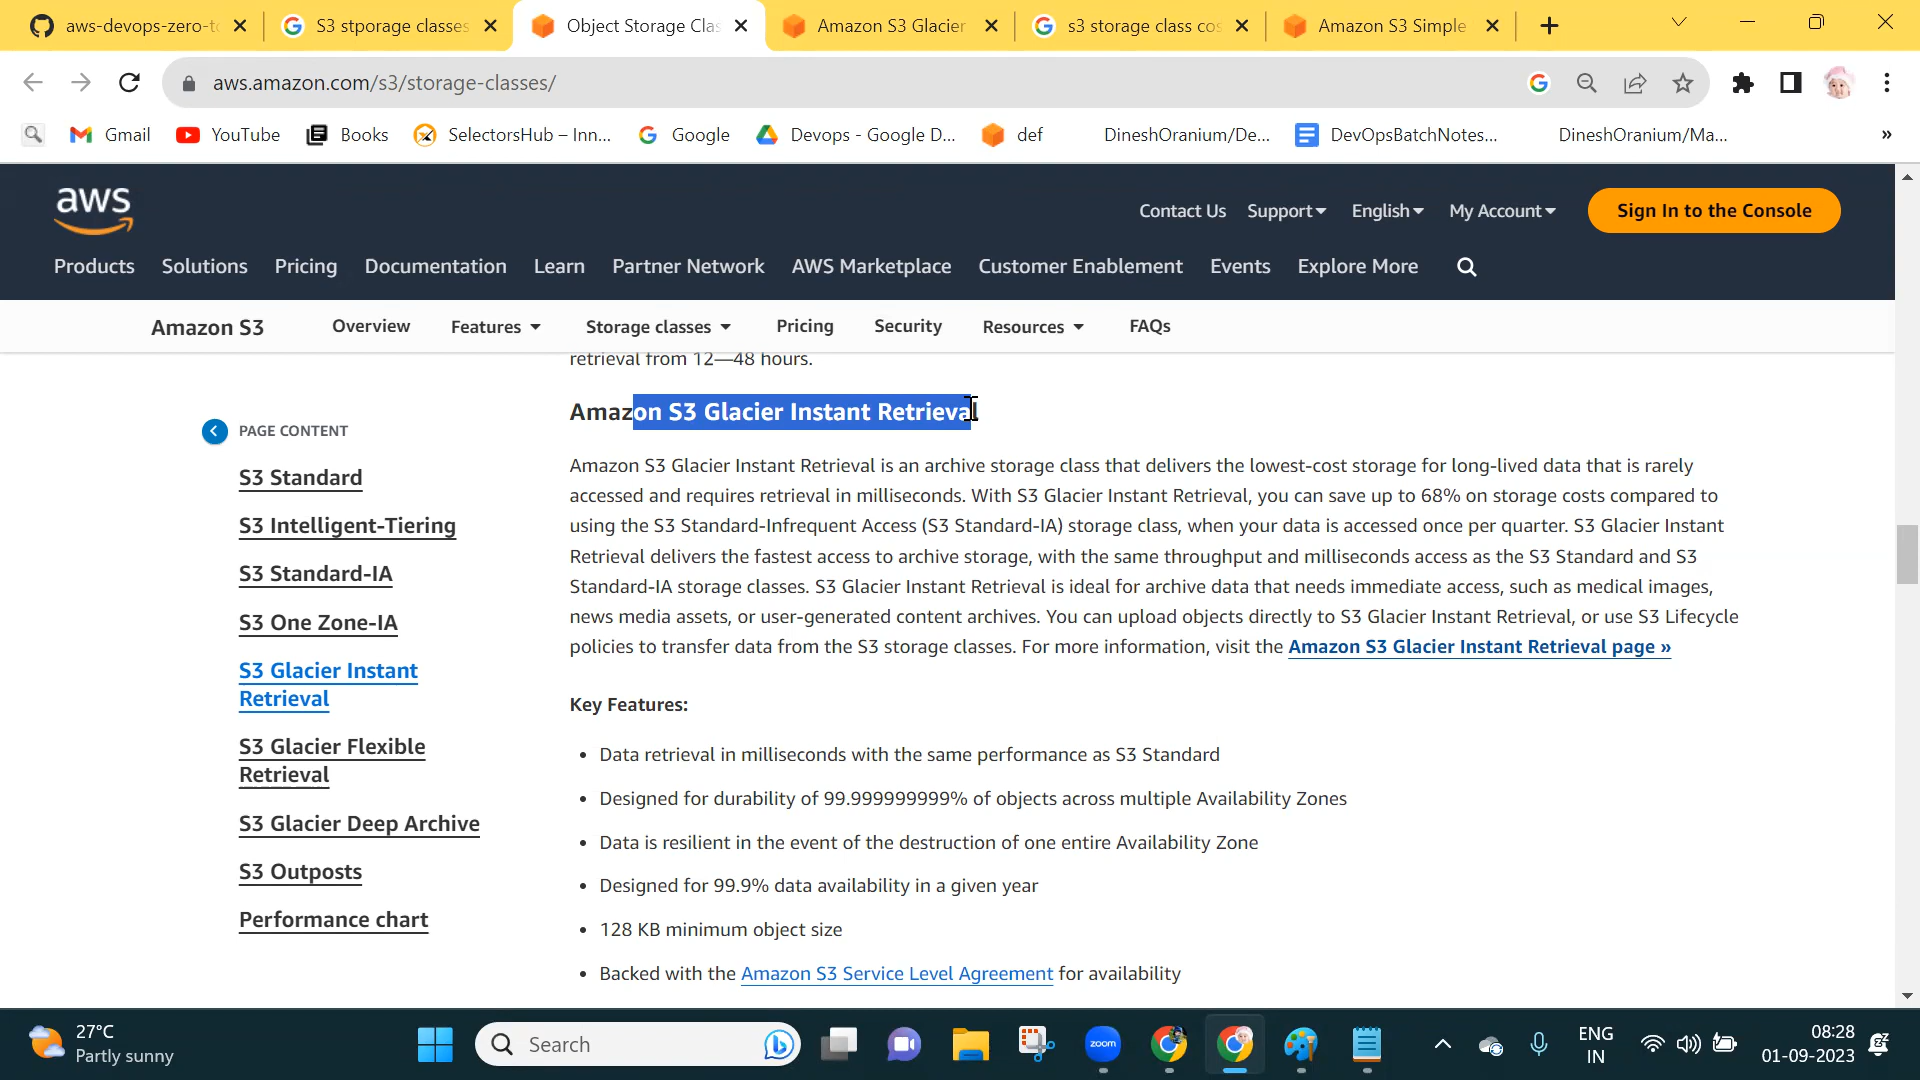 aws-devops-zero-to
S3 stporage classes
Object Storage Clas
Amazon S3 Glacier
s3 storage class cos
Amazon S3 Simple
aws.amazon.com/s3/storage-classes/
Gmail
YouTube
Books
SelectorsHub – Inn...
Google
Devops - Google D...
def
DineshOranium/De...
DevOpsBatchNotes...
DineshOranium/Ma...
»
aws
Contact Us
Support
English
My Account
Sign In to the Console
Products
Solutions
Pricing
Documentation
Learn
Partner Network
AWS Marketplace
Customer Enablement
Events
Explore More
Amazon S3
Overview
Features
Storage classes
Pricing
Security
Resources
FAQs
retrieval from 12—48 hours.
PAGE CONTENT
S3 Standard
S3 Intelligent-Tiering
S3 Standard-IA
S3 One Zone-IA
S3 Glacier Instant
Retrieval
S3 Glacier Flexible
Retrieval
S3 Glacier Deep Archive
S3 Outposts
Performance chart
Amazon S3 Glacier Instant Retrieval
Amazon S3 Glacier Instant Retrieval is an archive storage class that delivers the lowest-cost storage for long-lived data that is rarely
accessed and requires retrieval in milliseconds. With S3 Glacier Instant Retrieval, you can save up to 68% on storage costs compared to
using the S3 Standard-Infrequent Access (S3 Standard-IA) storage class, when your data is accessed once per quarter. S3 Glacier Instant
Retrieval delivers the fastest access to archive storage, with the same throughput and milliseconds access as the S3 Standard and S3
Standard-IA storage classes. S3 Glacier Instant Retrieval is ideal for archive data that needs immediate access, such as medical images,
news media assets, or user-generated content archives. You can upload objects directly to S3 Glacier Instant Retrieval, or use S3 Lifecycle
policies to transfer data from the S3 storage classes. For more information, visit the Amazon S3 Glacier Instant Retrieval page »
Key Features:
• Data retrieval in milliseconds with the same performance as S3 Standard
• Designed for durability of 99.999999999% of objects across multiple Availability Zones
• Data is resilient in the event of the destruction of one entire Availability Zone
• Designed for 99.9% data availability in a given year
• 128 KB minimum object size
• Backed with the Amazon S3 Service Level Agreement for availability
27°C
Partly sunny
Search
zoom
ENG
IN
08:28
01-09-2023